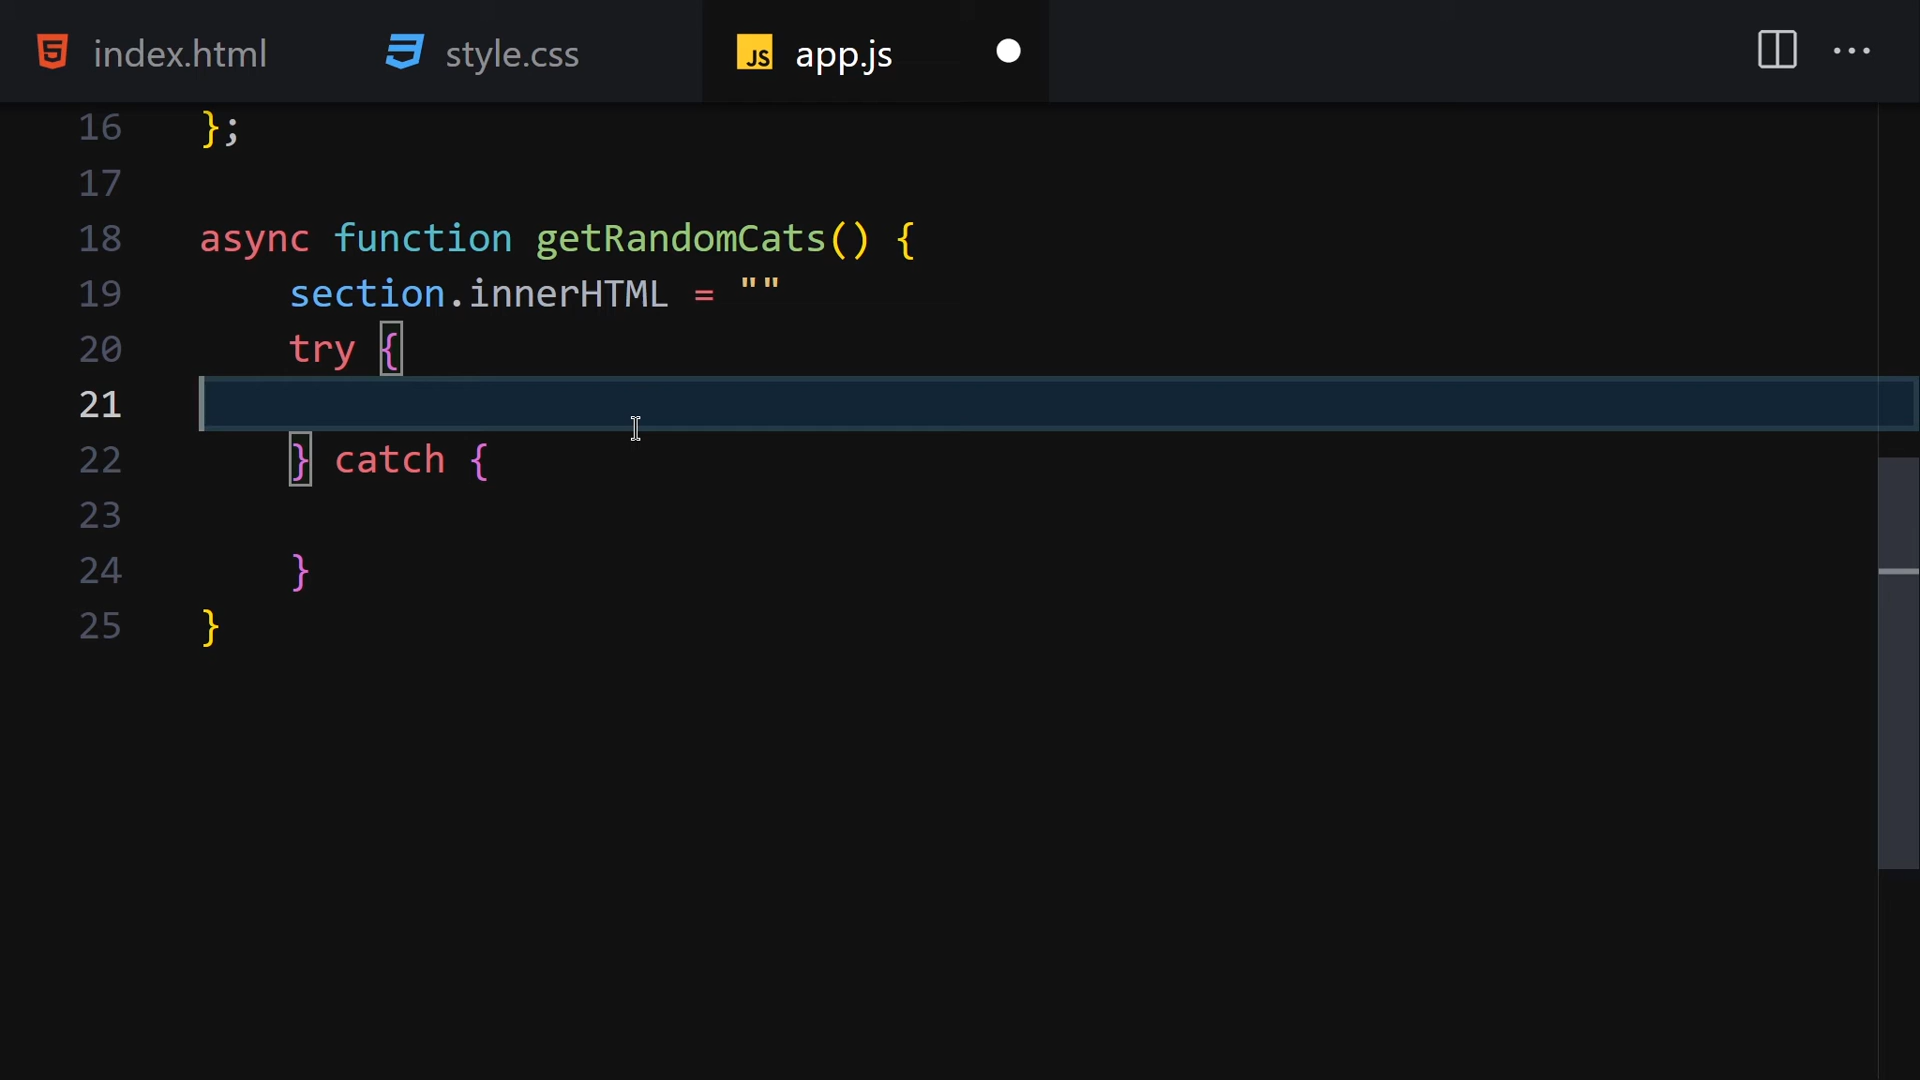 index.html style.css JS app.js
16 };
17
18 async function getRandomCats() {
19 section.innerHTML = ""
20 try {
21
22 } catch {
23
24 }
25 }